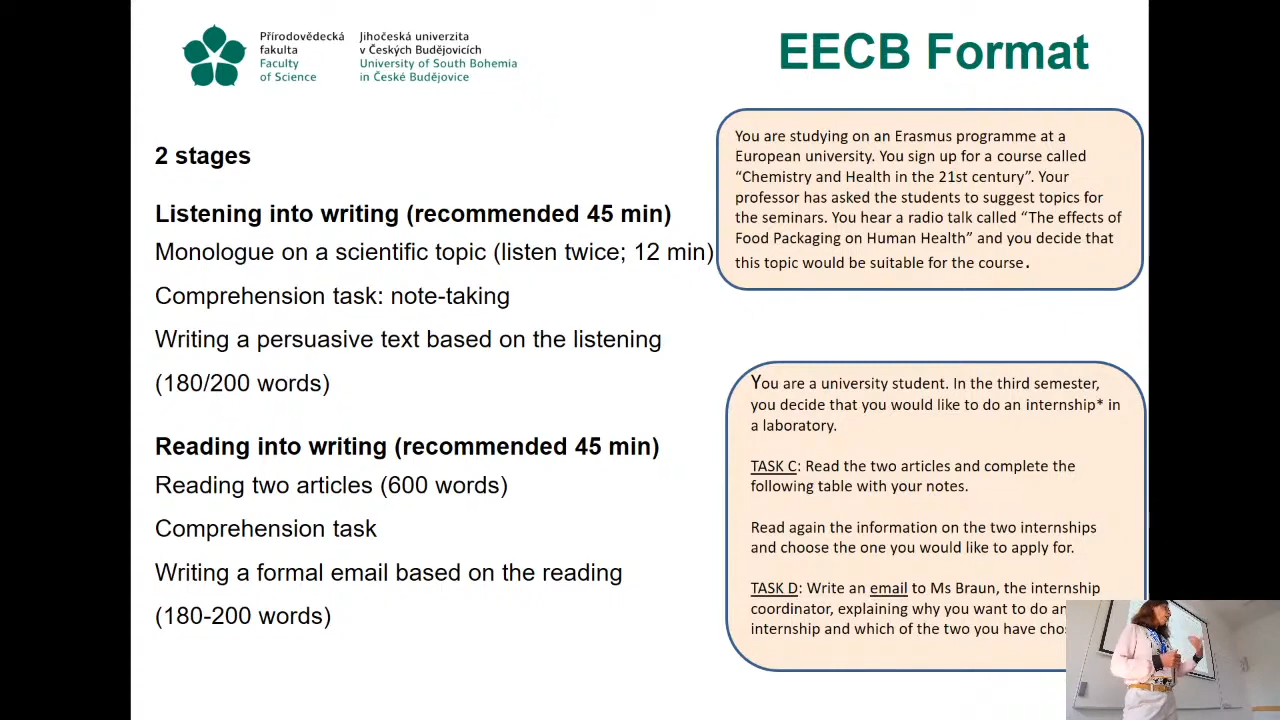 Přírodovědecká
fakulta
Faculty
of Science
Jihočeská univerzita
v Českých Budějovicích
University of South Bohemia
in České Budějovice
EECB Format
2 stages
Listening into writing (recommended 45 min)
Monologue on a scientific topic (listen twice; 12 min)
Comprehension task: note-taking
Writing a persuasive text based on the listening
(180/200 words)
Reading into writing (recommended 45 min)
Reading two articles (600 words)
Comprehension task
Writing a formal email based on the reading
(180-200 words)
You are studying on an Erasmus programme at a
European university. You sign up for a course called
“Chemistry and Health in the 21st century”. Your
professor has asked the students to suggest topics for
the seminars. You hear a radio talk called “The effects of
Food Packaging on Human Health” and you decide that
this topic would be suitable for the course.
You are a university student. In the third semester,
you decide that you would like to do an internship* in
a laboratory.
TASK C: Read the two articles and complete the
following table with your notes.
Read again the information on the two internships
and choose the one you would like to apply for.
TASK D: Write an email to Ms Braun, the internship
coordinator, explaining why you want to do an
internship and which of the two you have